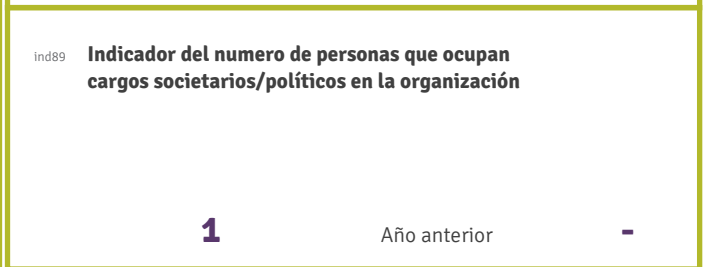 ind89 Indicador del numero de personas que ocupan
cargos societarios/políticos en la organización
1 Año anterior -